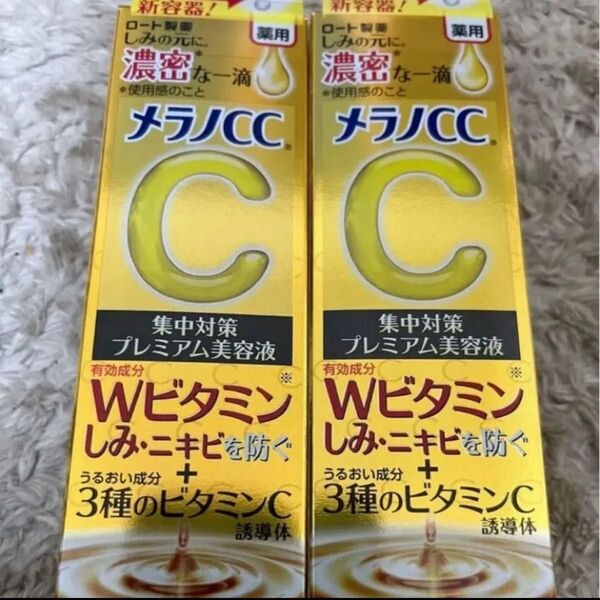 新容器!
ロート製薬
しみの元に。
濃密な一滴
*使用感のこと
薬用
メラノCC
C
集中対策
プレミアム美容液
有効成分
Wビタミン※
しみ・ニキビを防ぐ
+
うるおい成分
3種のビタミンC
誘導体
新容器!
ロート製薬
しみの元に。
濃密な一滴
*使用感のこと
薬用
メラノCC
C
集中対策
プレミアム美容液
有効成分
Wビタミン※
しみ・ニキビを防ぐ
+
うるおい成分
3種のビタミンC
誘導体